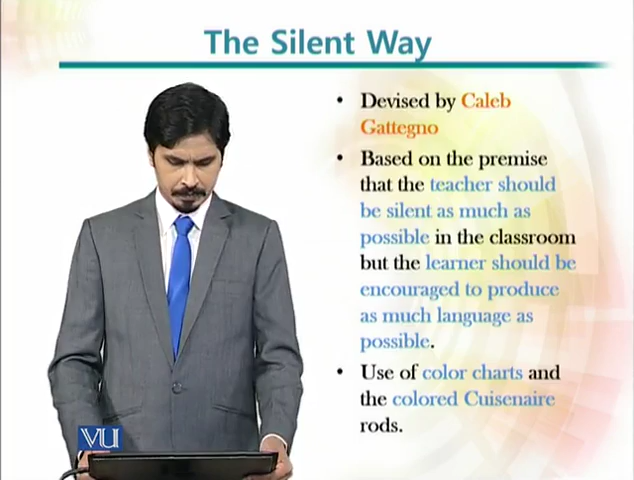 The Silent Way
• Devised by Caleb
Gattegno
• Based on the premise
that the teacher should
be silent as much as
possible in the classroom
but the learner should be
encouraged to produce
as much language as
possible.
• Use of color charts and
the colored Cuisenaire
rods.
VU